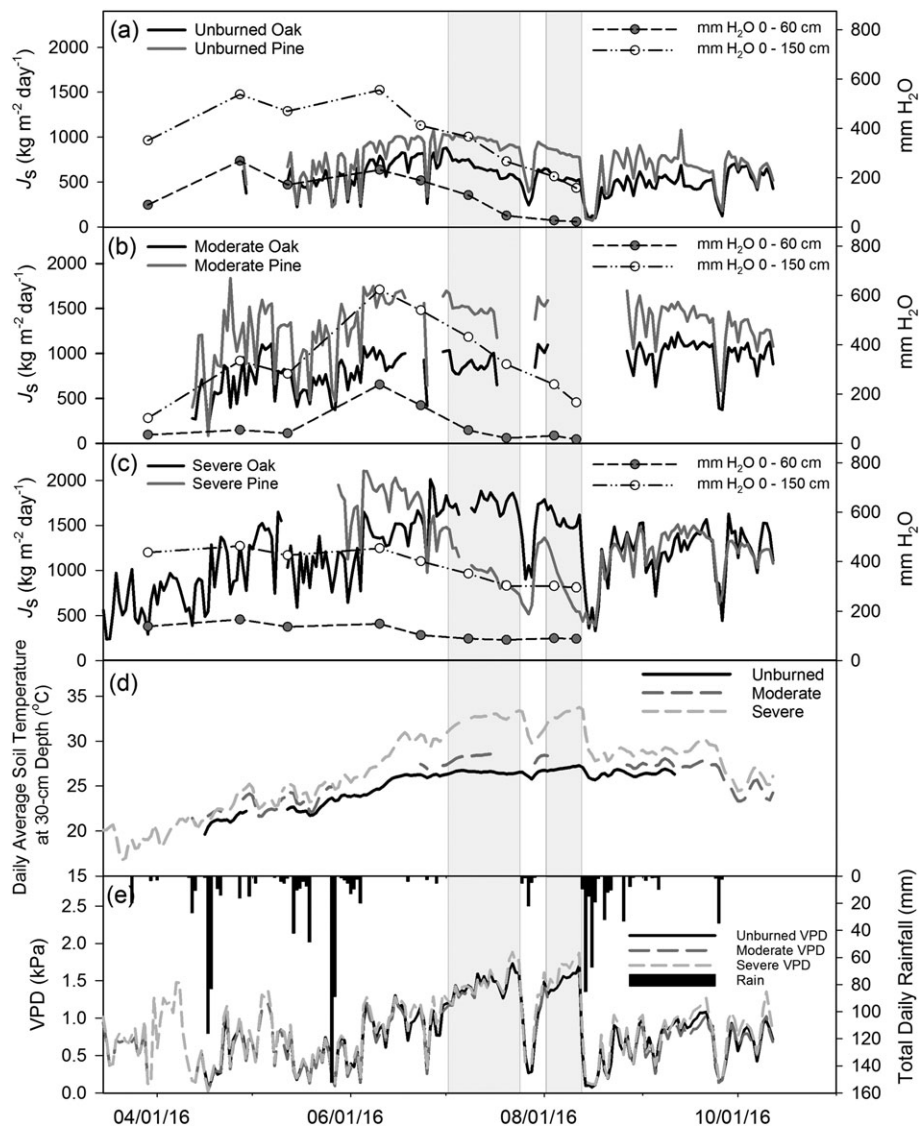 (a)
Unburned Oak
Unburned Pine
mm H₂O 0 - 60 cm
mm H₂O 0 - 150 cm
2000
1500
1000
500
0
Jₛ (kg m⁻² day⁻¹)
800
600
400
200
0
mm H₂O
(b)
Moderate Oak
Moderate Pine
mm H₂O 0 - 60 cm
mm H₂O 0 - 150 cm
2000
1500
1000
500
0
Jₛ (kg m⁻² day⁻¹)
800
600
400
200
0
mm H₂O
(c)
Severe Oak
Severe Pine
mm H₂O 0 - 60 cm
mm H₂O 0 - 150 cm
2000
1500
1000
500
0
Jₛ (kg m⁻² day⁻¹)
800
600
400
200
0
mm H₂O
(d)
Unburned
Moderate
Severe
35
30
25
20
15
Daily Average Soil Temperature
at 30-cm Depth (°C)
(e)
Unburned VPD
Moderate VPD
Severe VPD
Rain
2.5
2.0
1.5
1.0
0.5
0.0
VPD (kPa)
0
20
40
60
80
100
120
140
160
Total Daily Rainfall (mm)
04/01/16
06/01/16
08/01/16
10/01/16